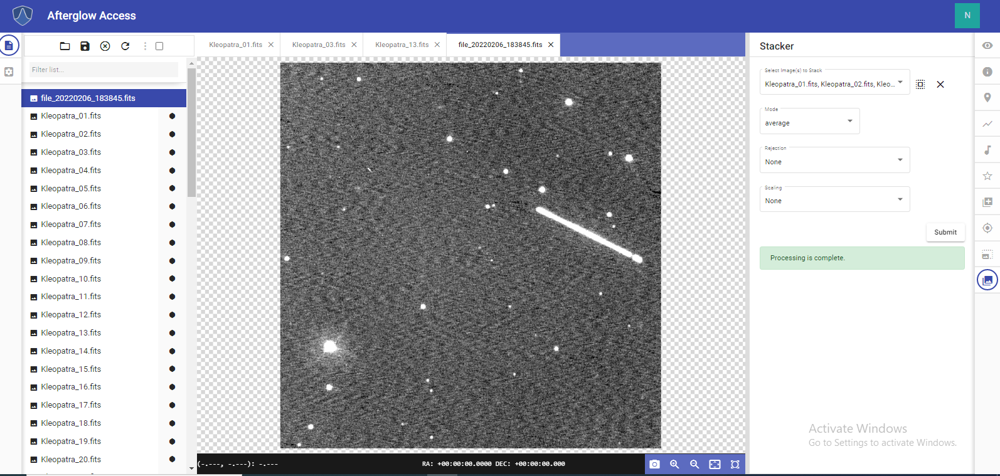 Afterglow Access
N
Kleopatra_01.fits
Kleopatra_03.fits
Kleopatra_13.fits
file_20220206_183845.fits
Filter list...
file_20220206_183845.fits
Kleopatra_01.fits
Kleopatra_02.fits
Kleopatra_03.fits
Kleopatra_04.fits
Kleopatra_05.fits
Kleopatra_06.fits
Kleopatra_07.fits
Kleopatra_08.fits
Kleopatra_09.fits
Kleopatra_10.fits
Kleopatra_11.fits
Kleopatra_12.fits
Kleopatra_13.fits
Kleopatra_14.fits
Kleopatra_15.fits
Kleopatra_16.fits
Kleopatra_17.fits
Kleopatra_18.fits
Kleopatra_19.fits
Kleopatra_20.fits
(-.---, -.---): -.---
RA: +00:00:00.0000 DEC: +00:00:00.000
Stacker
Select Image(s) to Stack
Kleopatra_01.fits, Kleopatra_02.fits, Kleo...
Mode
average
Rejection
None
Scaling
None
Submit
Processing is complete.
Activate Windows
Go to Settings to activate Windows.